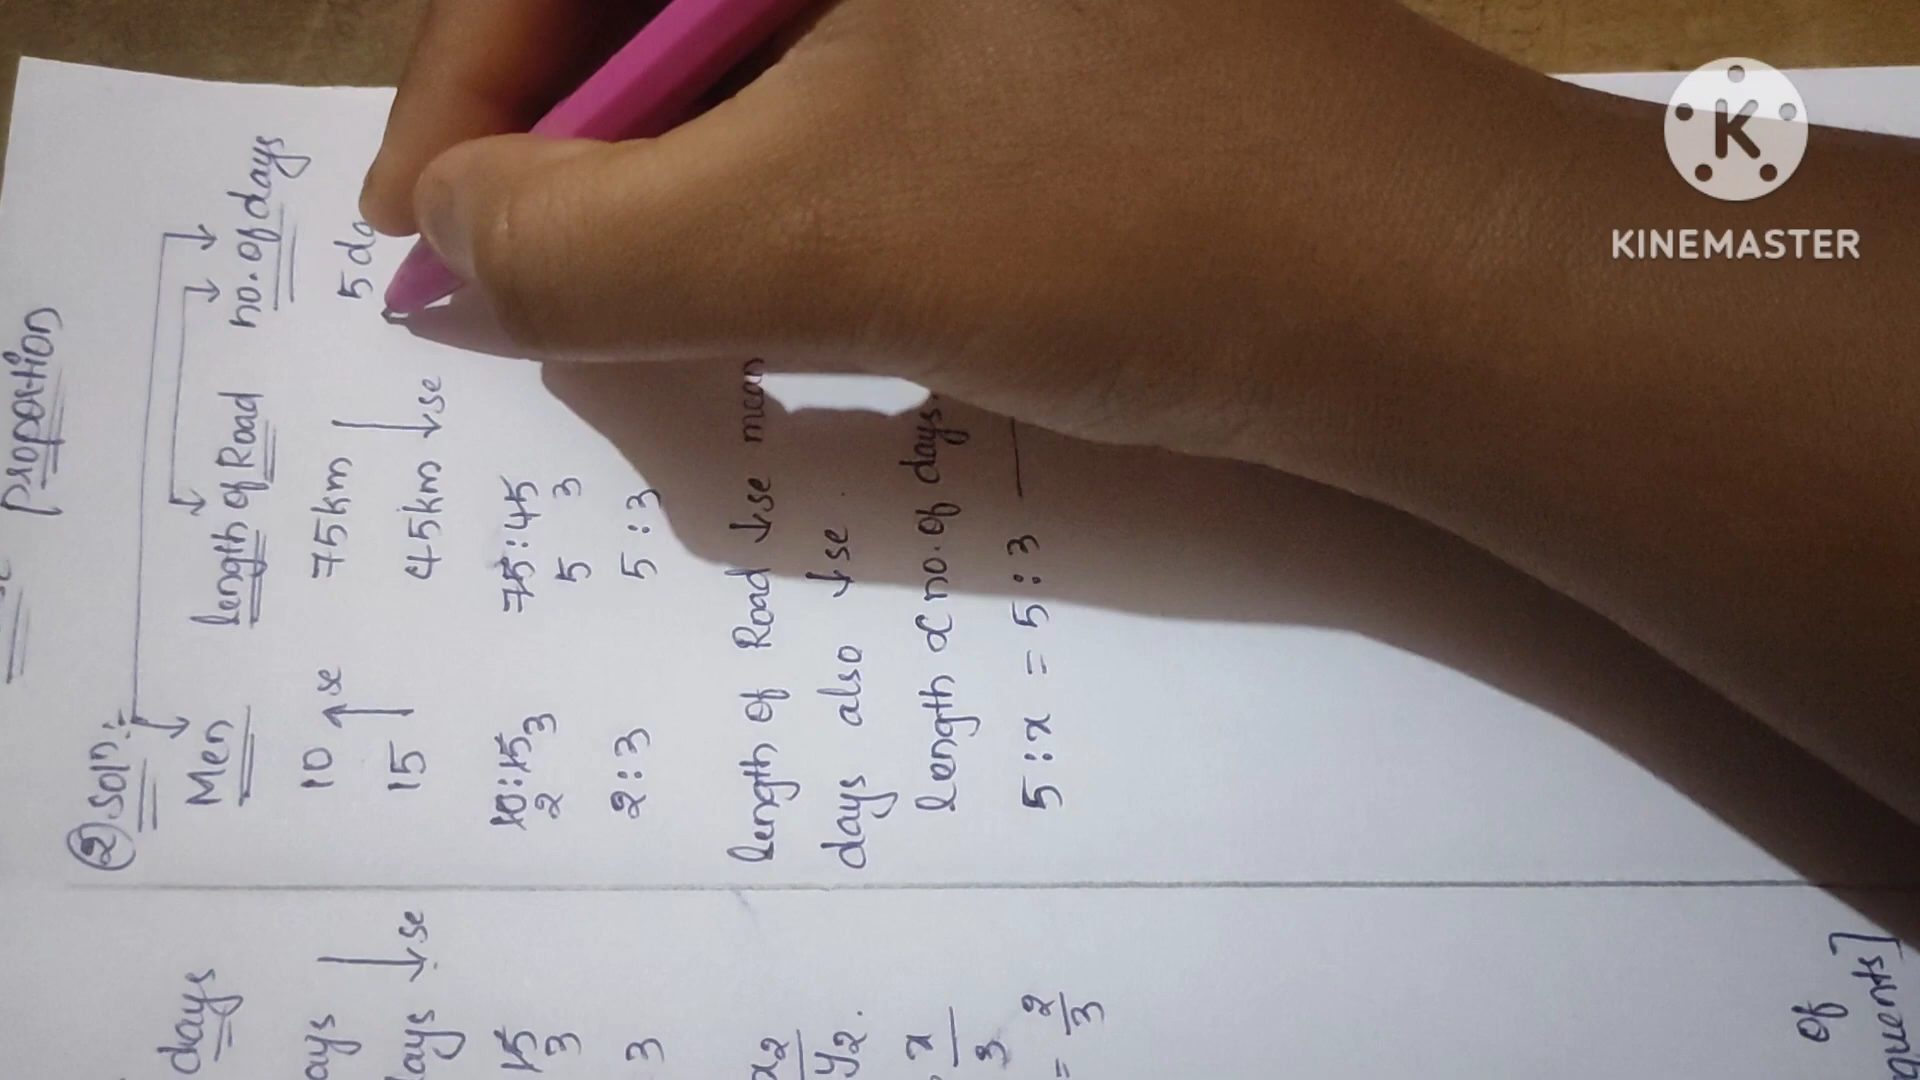 Proportion
② Soln:-
Men length of Road no. of days
10 ↑se 75km 5 da
15 45km ↓se
10:15 75:45
2 3 5 3
2:3 5:3
length of Road ↓se mean
days also ↓se.
length ∝ no. of days.
5:x = 5:3
days
ays
days ↓se
15
3
3
x2
y2.
x
3
= 2/3
of
quents]
KINEMASTER